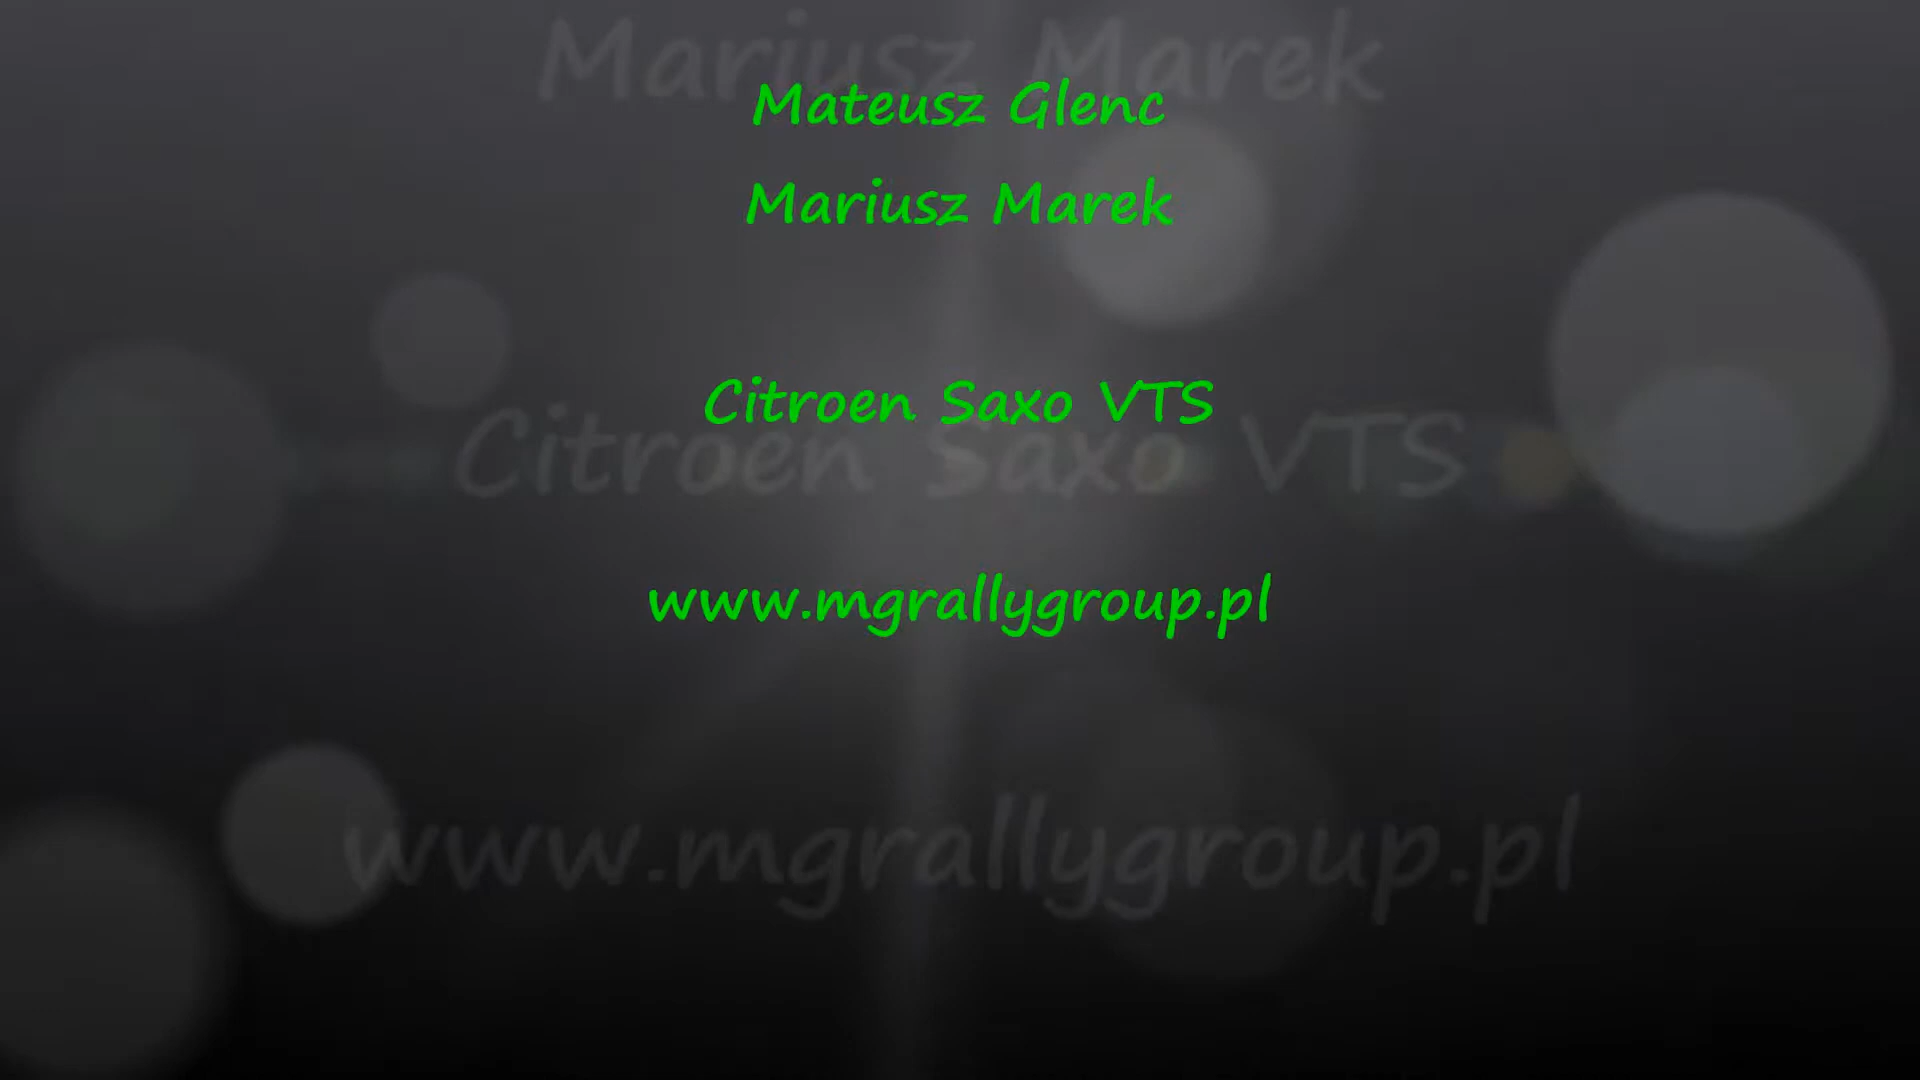 Mariusz Marek
Mateusz Glenc
Mariusz Marek
Citroen Saxo VTS
Citroen Saxo VTS
www.mgrallygroup.pl
www.mgrallygroup.pl